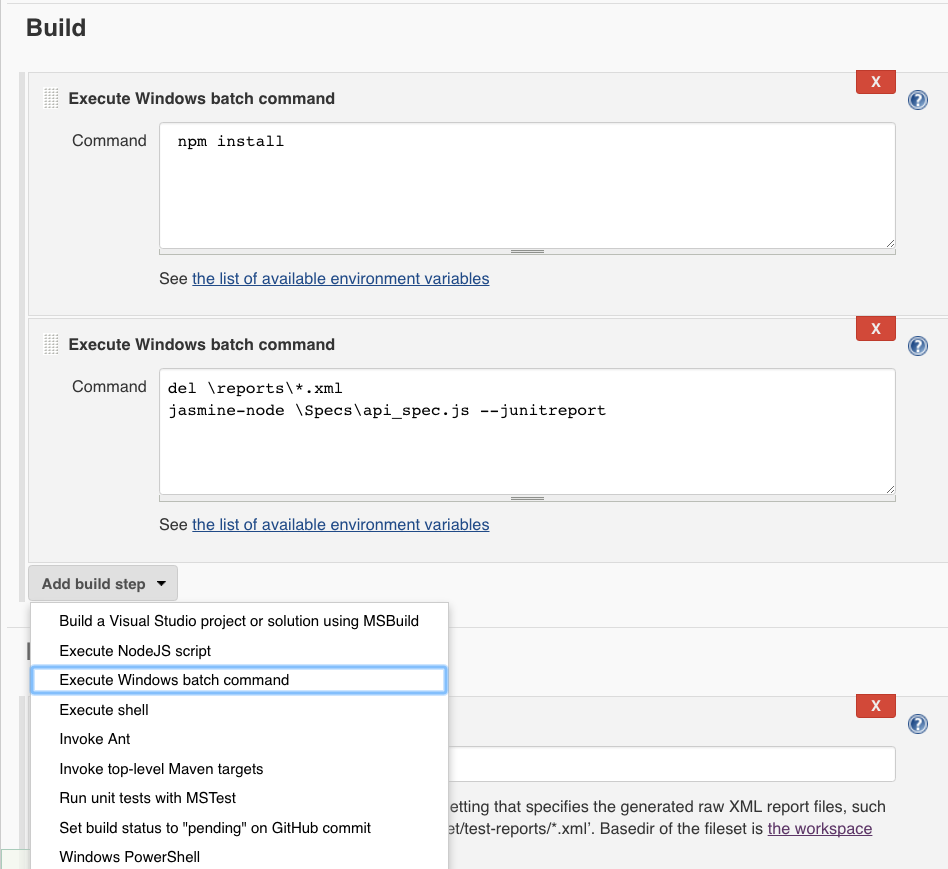 Build
X
Execute Windows batch command
Command
npm install
See the list of available environment variables
X
Execute Windows batch command
Command
del \reports\*.xml
jasmine-node \Specs\api_spec.js --junitreport
See the list of available environment variables
Add build step
Build a Visual Studio project or solution using MSBuild
Execute NodeJS script
Execute Windows batch command
Execute shell
X
Invoke Ant
Invoke top-level Maven targets
Run unit tests with MSTest
etting that specifies the generated raw XML report files, such
Set build status to "pending" on GitHub commit
et/test-reports/*.xml'. Basedir of the fileset is the workspace
Windows PowerShell